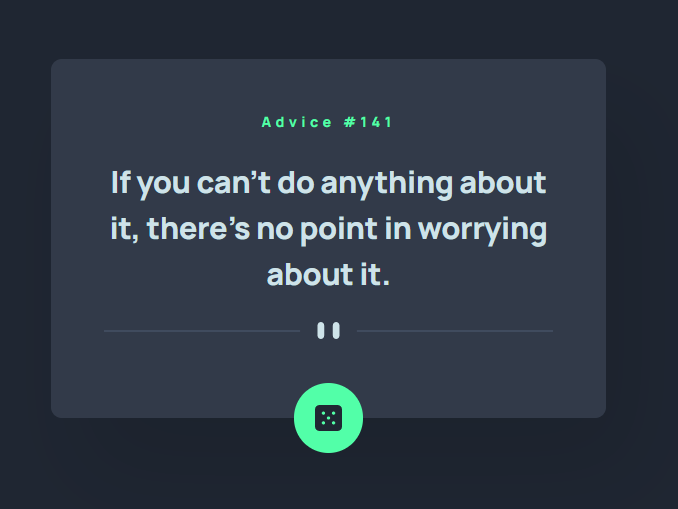 Advice #141
If you can’t do anything about
it, there’s no point in worrying
about it.